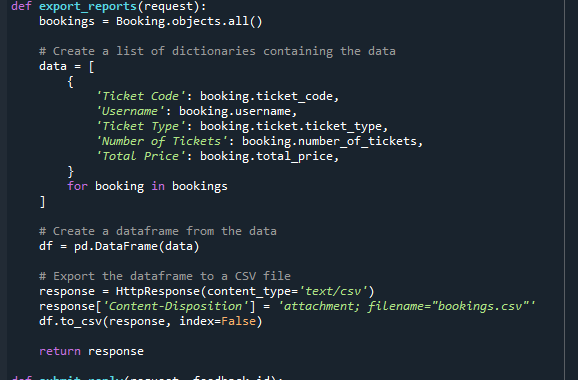 def export_reports(request):
    bookings = Booking.objects.all()

    # Create a list of dictionaries containing the data
    data = [
        {
            'Ticket Code': booking.ticket_code,
            'Username': booking.username,
            'Ticket Type': booking.ticket.ticket_type,
            'Number of Tickets': booking.number_of_tickets,
            'Total Price': booking.total_price,
        }
        for booking in bookings
    ]

    # Create a dataframe from the data
    df = pd.DataFrame(data)

    # Export the dataframe to a CSV file
    response = HttpResponse(content_type='text/csv')
    response['Content-Disposition'] = 'attachment; filename="bookings.csv"'
    df.to_csv(response, index=False)

    return response

def submit_reply(request, feedback_id):